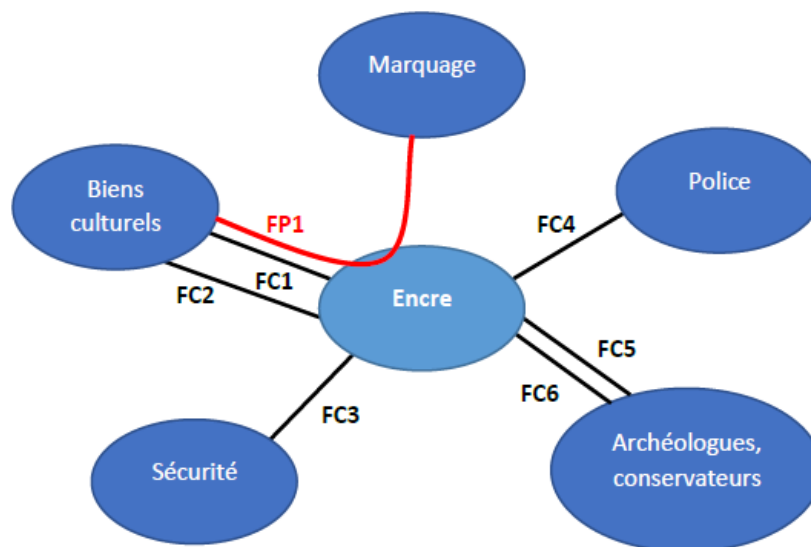 Marquage
Biens
culturels
Police
FP1
FC4
FC1
FC2
Encre
FC5
FC6
FC3
Archéologues,
conservateurs
Sécurité